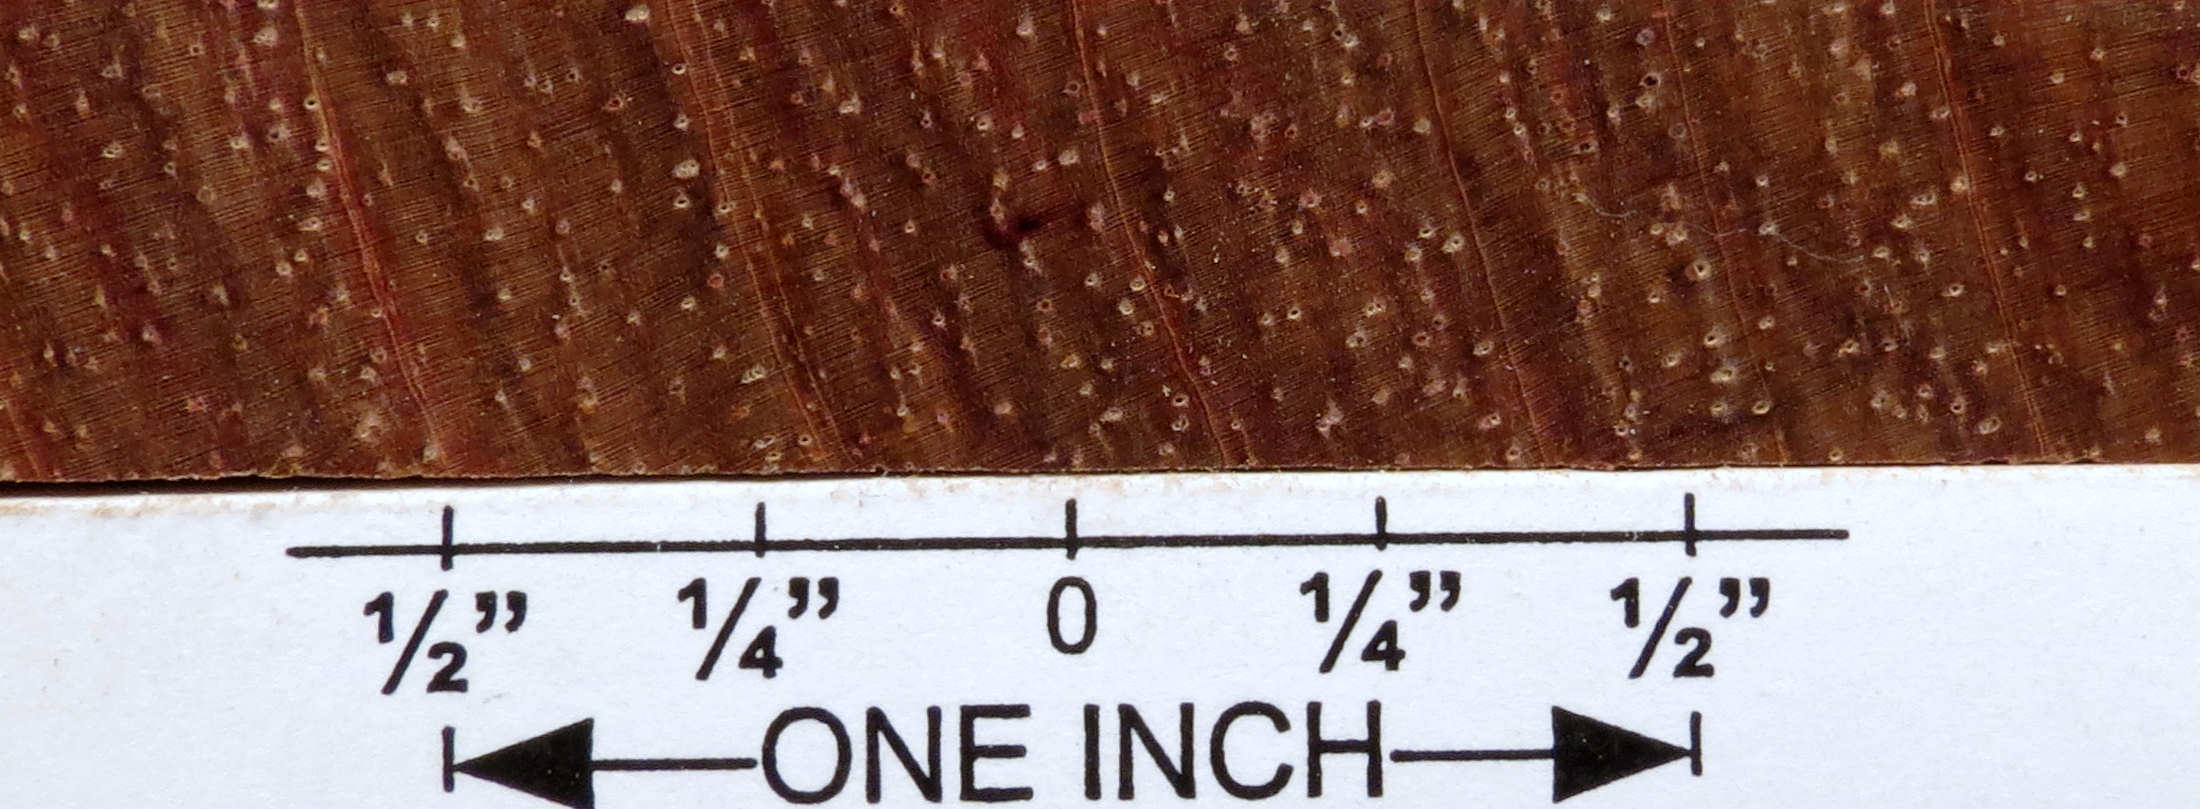 ½” ¼” 0 ¼” ½”
ONE INCH